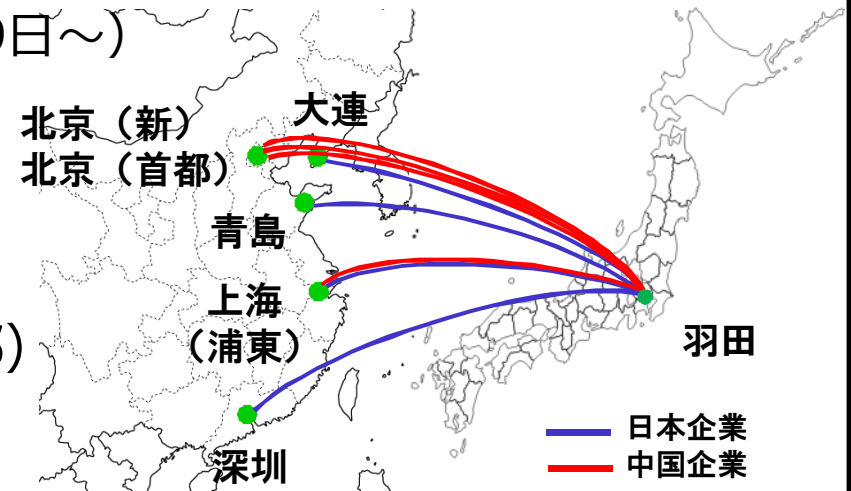 日～）
大連
北京（新）
北京（首都）
青島
上海
（浦東）
羽田
深圳
日本企業
中国企業